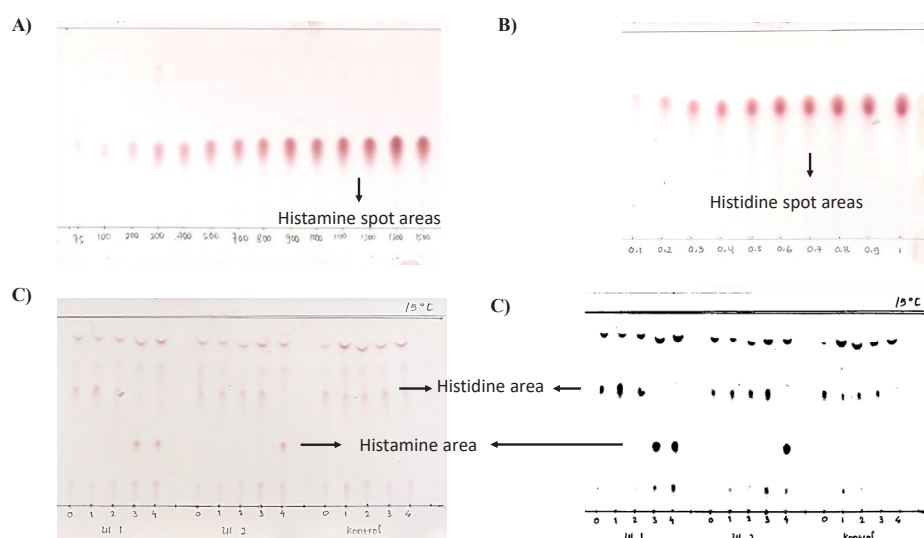 A)
B)
Histamine spot areas
75 100 200 300 400 500 700 800 900 1000 1100 1200 1300 1500
Histidine spot areas
0.1 0.2 0.3 0.4 0.5 0.6 0.7 0.8 0.9 1
C)
15°C
Histidine area
Histamine area
0 1 2 3 4 0 1 2 3 4 0 1 2 3 4
Ul 1 Ul 2 Kontrol
C)
15°C
0 1 2 3 4 0 1 2 3 4 0 1 2 3 4
Ul 1 Ul 2 Kontrol